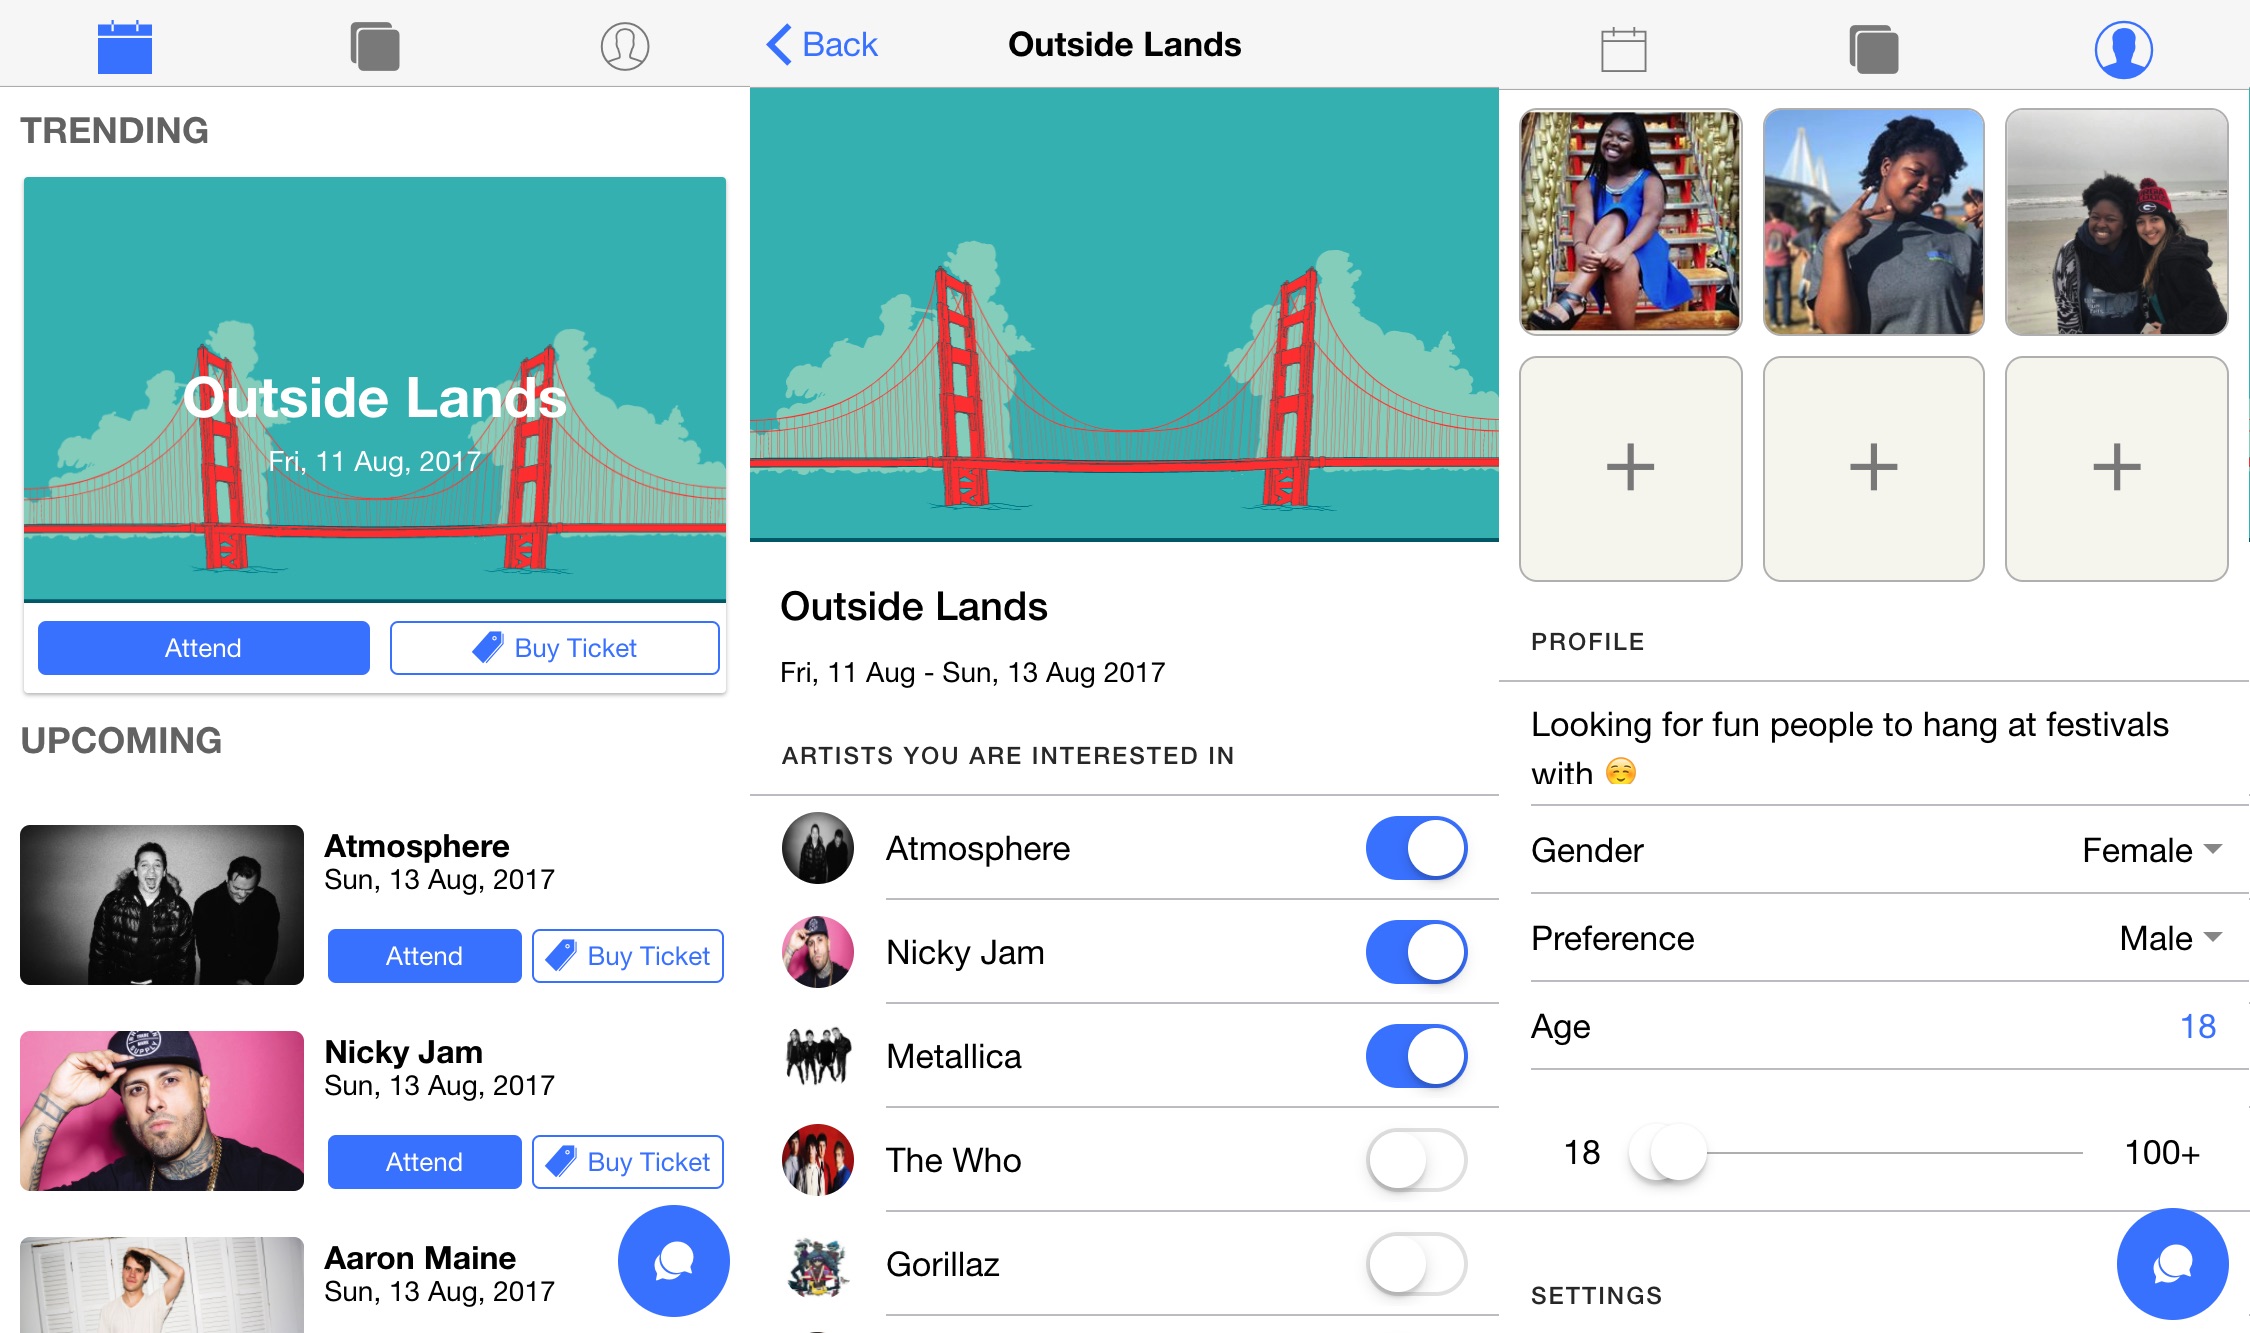 TRENDING
Outside Lands
Fri, 11 Aug, 2017
Attend
Buy Ticket
UPCOMING
Atmosphere
Sun, 13 Aug, 2017
Attend
Buy Ticket
Nicky Jam
Sun, 13 Aug, 2017
Attend
Buy Ticket
Aaron Maine
Sun, 13 Aug, 2017
Back
Outside Lands
Outside Lands
Fri, 11 Aug - Sun, 13 Aug 2017
ARTISTS YOU ARE INTERESTED IN
Atmosphere
Nicky Jam
Metallica
The Who
Gorillaz
PROFILE
Looking for fun people to hang at festivals
with ☺️
Gender
Female
Preference
Male
Age
18
18
100+
SETTINGS